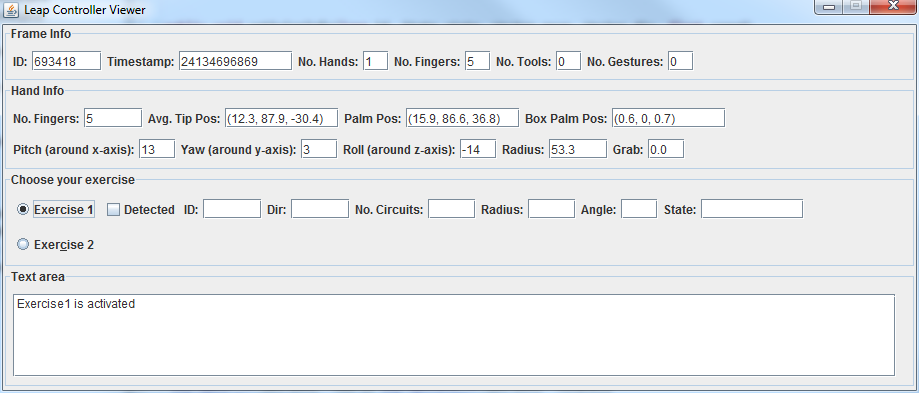 Leap Controller Viewer
Frame Info
ID: 693418 Timestamp: 24134696869 No. Hands: 1 No. Fingers: 5 No. Tools: 0 No. Gestures: 0
Hand Info
No. Fingers: 5 Avg. Tip Pos: (12.3, 87.9, -30.4) Palm Pos: (15.9, 86.6, 36.8) Box Palm Pos: (0.6, 0, 0.7)
Pitch (around x-axis): 13 Yaw (around y-axis): 3 Roll (around z-axis): -14 Radius: 53.3 Grab: 0.0
Choose your exercise
Exercise 1 Detected ID: Dir: No. Circuits: Radius: Angle: State:
Exercise 2
Text area
Exercise1 is activated